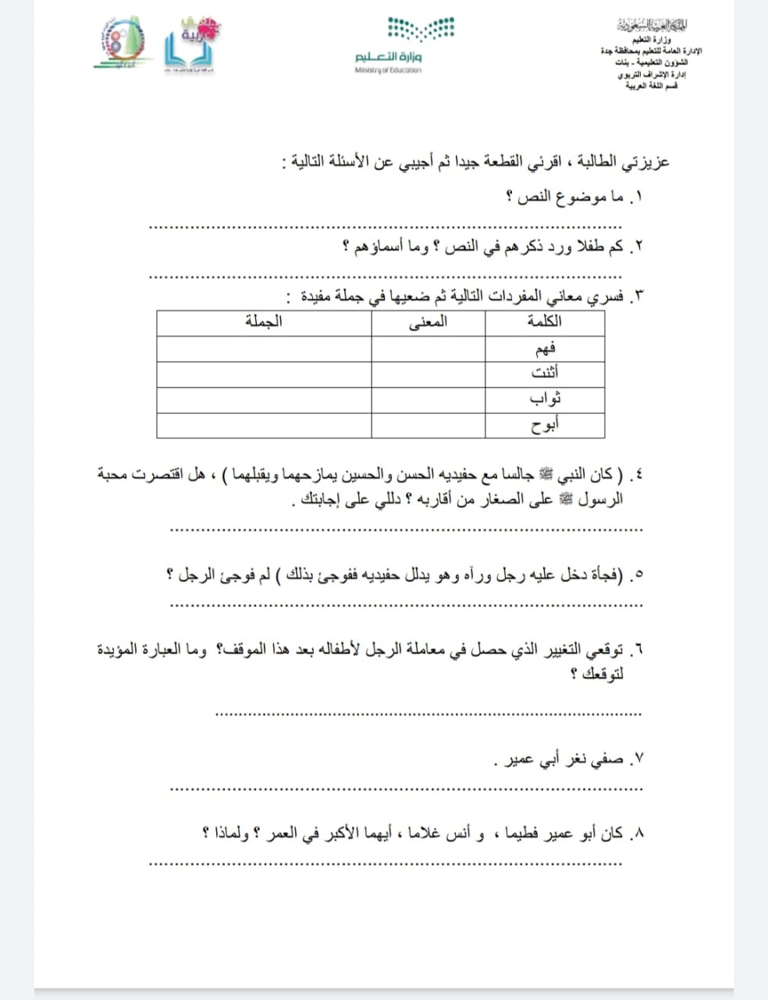 المملكة العربية السعودية
وزارة التعليم
الإدارة العامة للتعليم بمحافظة جدة
الشؤون التعليمية - بنات
إدارة الإشراف التربوي
قسم اللغة العربية
وزارة التعليم
Ministry of Education
عزيزتي الطالبة ، اقرئي القطعة جيدا ثم أجيبي عن الأسئلة التالية :
١. ما موضوع النص ؟
٢. كم طفلا ورد ذكرهم في النص ؟ وما أسماؤهم ؟
٣. فسري معاني المفردات التالية ثم ضعيها في جملة مفيدة :
الكلمة المعنى الجملة
فهم
أثنت
ثواب
أبوح
٤. ( كان النبي ﷺ جالسا مع حفيديه الحسن والحسين يمازحهما ويقبلهما ) ، هل اقتصرت محبة
الرسول ﷺ على الصغار من أقاربه ؟ دللي على إجابتك .
٥. (فجأة دخل عليه رجل ورآه وهو يدلل حفيديه ففوجئ بذلك ) لم فوجئ الرجل ؟
٦. توقعي التغيير الذي حصل في معاملة الرجل لأطفاله بعد هذا الموقف؟ وما العبارة المؤيدة
لتوقعك ؟
٧. صفي نغر أبي عمير .
٨. كان أبو عمير فطيما ، و أنس غلاما ، أيهما الأكبر في العمر ؟ ولماذا ؟